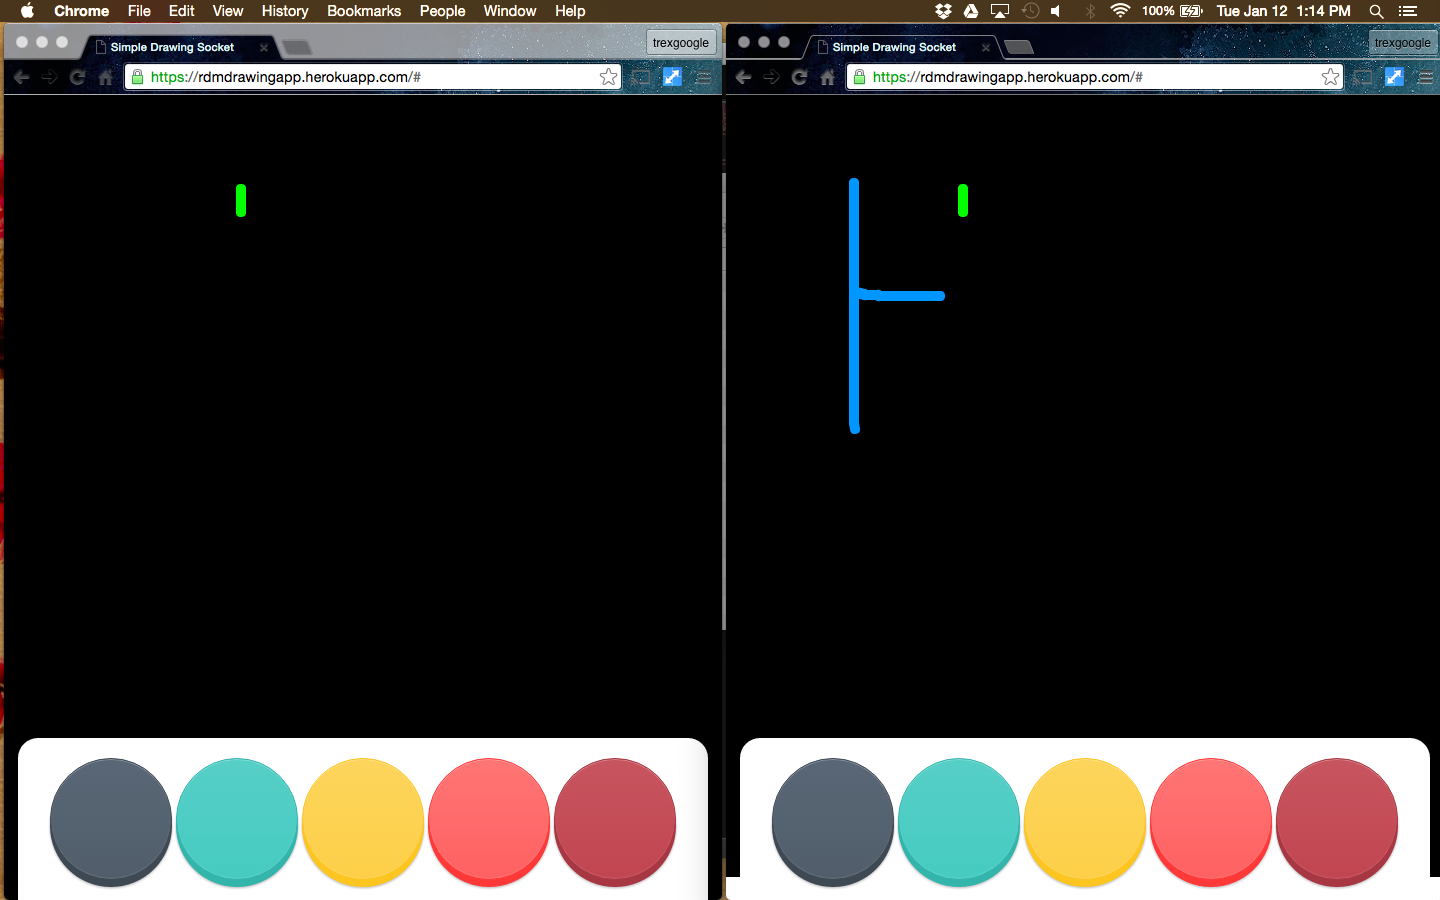 Chrome File Edit View History Bookmarks People Window Help 100% Tue Jan 12 1:14 PM
Simple Drawing Socket trexgoogle
https://rdmdrawingapp.herokuapp.com/#
Simple Drawing Socket trexgoogle
https://rdmdrawingapp.herokuapp.com/#